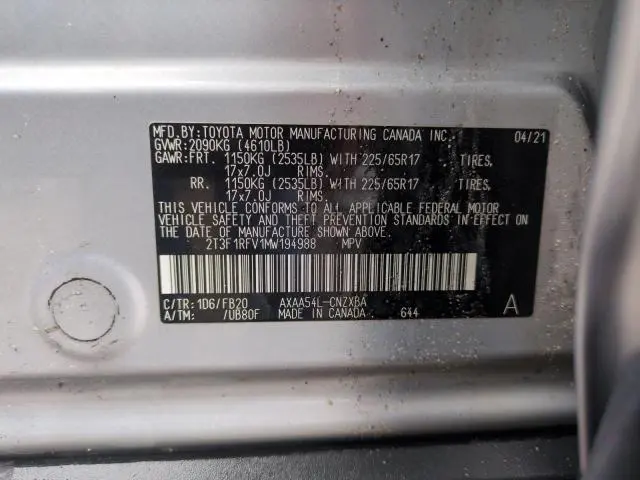 MFD.BY:TOYOTA MOTOR MANUFACTURING CANADA INC. 04/21
GVWR:2090KG (4610LB)
GAWR:FRT. 1150KG (2535LB) WITH 225/65R17 TIRES,
17x7.0J RIMS.
RR. 1150KG (2535LB) WITH 225/65R17 TIRES,
17x7.0J RIMS.
THIS VEHICLE CONFORMS TO ALL APPLICABLE FEDERAL MOTOR
VEHICLE SAFETY AND THEFT PREVENTION STANDARDS IN EFFECT ON
THE DATE OF MANUFACTURE SHOWN ABOVE.
2T3F1RFV1MW194988 MPV
C/TR:1D6/FB20 AXAA54L-CNZXBA
A/TM: /UB80F MADE IN CANADA 644 A